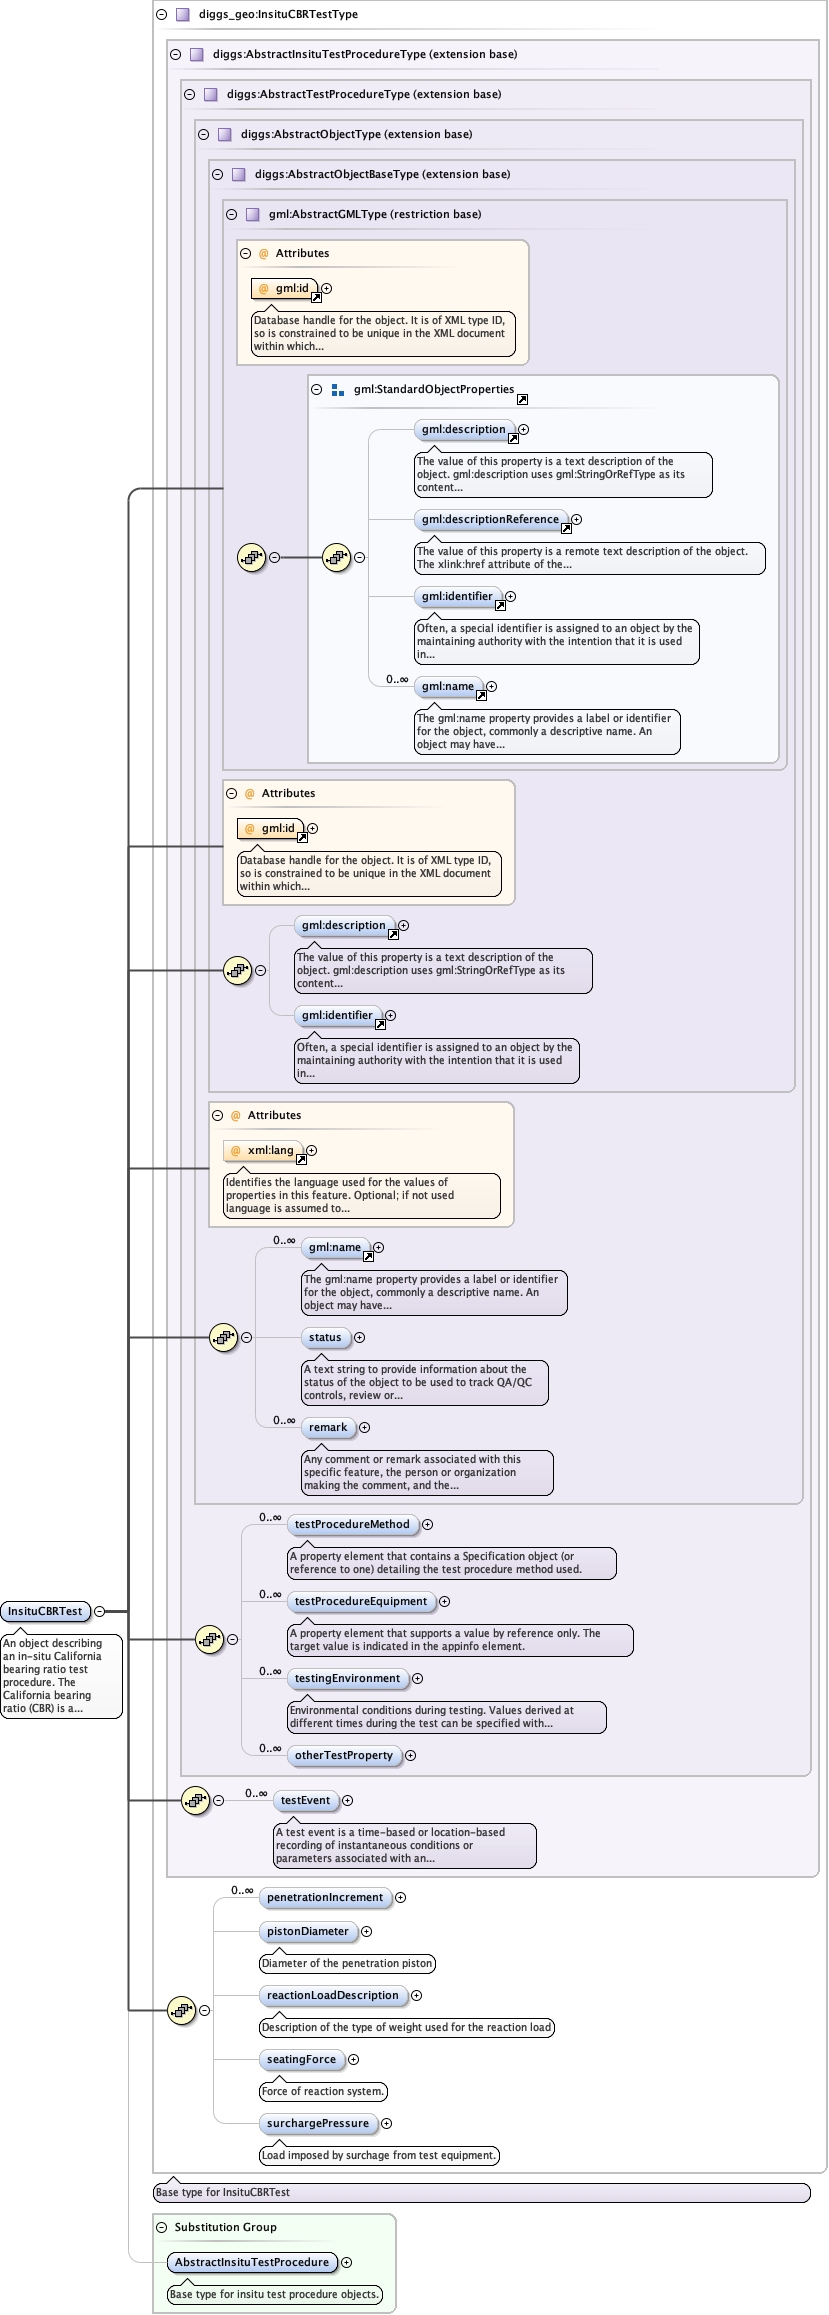 diggs_geo:InsituCBRTestType
diggs:AbstractInsituTestProcedureType (extension base)
diggs:AbstractTestProcedureType (extension base)
diggs:AbstractObjectType (extension base)
diggs:AbstractObjectBaseType (extension base)
gml:AbstractGMLType (restriction base)
@ Attributes
@ gml:id
Database handle for the object. It is of XML type ID,
so is constrained to be unique in the XML document
within which...
gml:StandardObjectProperties
gml:description
The value of this property is a text description of the
object. gml:description uses gml:StringOrRefType as its
content...
gml:descriptionReference
The value of this property is a remote text description of the object.
The xlink:href attribute of the...
gml:identifier
Often, a special identifier is assigned to an object by the
maintaining authority with the intention that it is used
in...
0..∞
gml:name
The gml:name property provides a label or identifier
for the object, commonly a descriptive name. An
object may have...
@ Attributes
@ gml:id
Database handle for the object. It is of XML type ID,
so is constrained to be unique in the XML document
within which...
gml:description
The value of this property is a text description of the
object. gml:description uses gml:StringOrRefType as its
content...
gml:identifier
Often, a special identifier is assigned to an object by the
maintaining authority with the intention that it is used
in...
@ Attributes
@ xml:lang
Identifies the language used for the values of
properties in this feature. Optional; if not used
language is assumed to...
0..∞
gml:name
The gml:name property provides a label or identifier
for the object, commonly a descriptive name. An
object may have...
status
A text string to provide information about the
status of the object to be used to track QA/QC
controls, review or...
0..∞
remark
Any comment or remark associated with this
specific feature, the person or organization
making the comment, and the...
0..∞
testProcedureMethod
A property element that contains a Specification object (or
reference to one) detailing the test procedure method used.
0..∞
testProcedureEquipment
A property element that supports a value by reference only. The
target value is indicated in the appinfo element.
0..∞
testingEnvironment
Environmental conditions during testing. Values derived at
different times during the test can be specified with...
0..∞
otherTestProperty
InsituCBRTest
An object describing
an in-situ California
bearing ratio test
procedure. The
California bearing
ratio (CBR) is a...
0..∞
testEvent
A test event is a time-based or location-based
recording of instantaneous conditions or
parameters associated with an...
0..∞
penetrationIncrement
pistonDiameter
Diameter of the penetration piston
reactionLoadDescription
Description of the type of weight used for the reaction load
seatingForce
Force of reaction system.
surchargePressure
Load imposed by surchage from test equipment.
Base type for InsituCBRTest
Substitution Group
AbstractInsituTestProcedure
Base type for insitu test procedure objects.